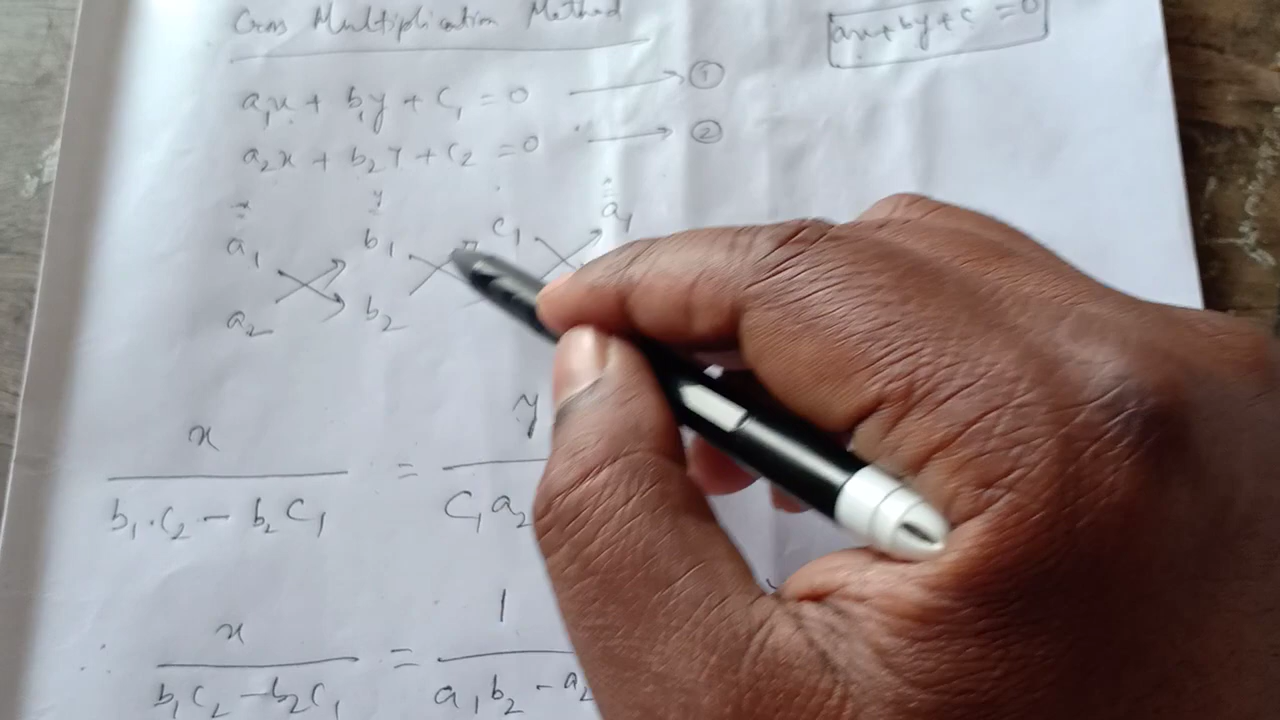 Cross Multiplication Method
ax+by+c =0
a₁x + b₁y + C₁ = 0 ⟶ ①
a₂x + b₂y + C₂ = 0 ⟶ ②
x y x
a₁ b₁ C₁ a₁
a₂ b₂
x = y
b₁·C₂ - b₂C₁ C₁a₂
∴ x = 1
b₁C₂ - b₂C₁ a₁b₂ - a₂